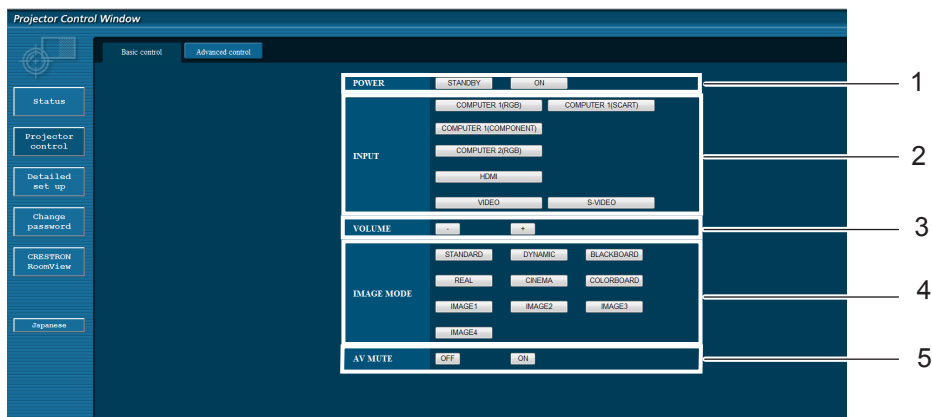 Projector Control Window
Basic control Advanced control
Status
Projector
control
Detailed
set up
Change
password
CRESTRON
RoomView
Japanese
POWER STANDBY ON 1
COMPUTER 1(RGB) COMPUTER 1(SCART)
COMPUTER 1(COMPONENT)
INPUT COMPUTER 2(RGB) 2
HDMI
VIDEO S-VIDEO
VOLUME - + 3
STANDARD DYNAMIC BLACKBOARD
REAL CINEMA COLORBOARD
IMAGE MODE 4
IMAGE1 IMAGE2 IMAGE3
IMAGE4
AV MUTE OFF ON 5